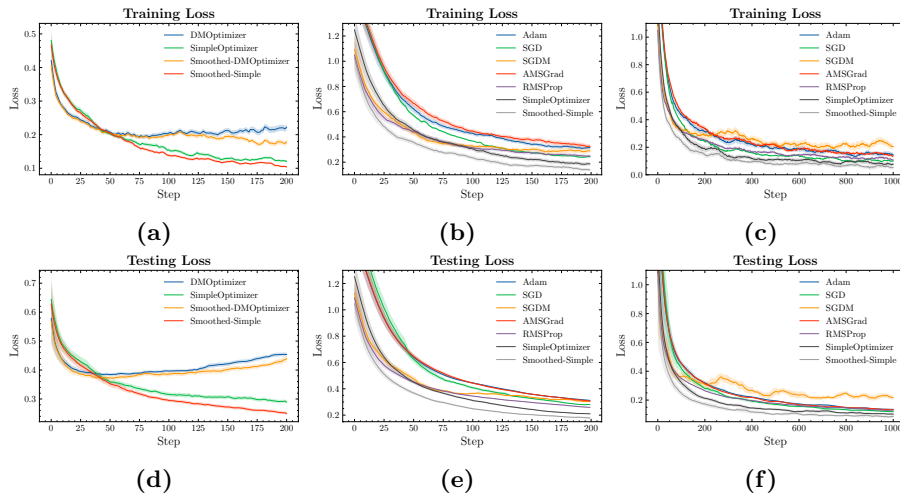 Training Loss
Loss
0.5
0.4
0.3
0.2
0.1
DMOptimizer
SimpleOptimizer
Smoothed-DMOptimizer
Smoothed-Simple
0 25 50 75 100 125 150 175 200
Step
(a)
Training Loss
Loss
1.2
1.0
0.8
0.6
0.4
0.2
Adam
SGD
SGDM
AMSGrad
RMSProp
SimpleOptimizer
Smoothed-Simple
0 25 50 75 100 125 150 175 200
Step
(b)
Training Loss
Loss
1.0
0.8
0.6
0.4
0.2
0.0
Adam
SGD
SGDM
AMSGrad
RMSProp
SimpleOptimizer
Smoothed-Simple
0 200 400 600 800 1000
Step
(c)
Testing Loss
Loss
0.7
0.6
0.5
0.4
0.3
DMOptimizer
SimpleOptimizer
Smoothed-DMOptimizer
Smoothed-Simple
0 25 50 75 100 125 150 175 200
Step
(d)
Testing Loss
Loss
1.2
1.0
0.8
0.6
0.4
0.2
Adam
SGD
SGDM
AMSGrad
RMSProp
SimpleOptimizer
Smoothed-Simple
0 25 50 75 100 125 150 175 200
Step
(e)
Testing Loss
Loss
1.0
0.8
0.6
0.4
0.2
Adam
SGD
SGDM
AMSGrad
RMSProp
SimpleOptimizer
Smoothed-Simple
0 200 400 600 800 1000
Step
(f)